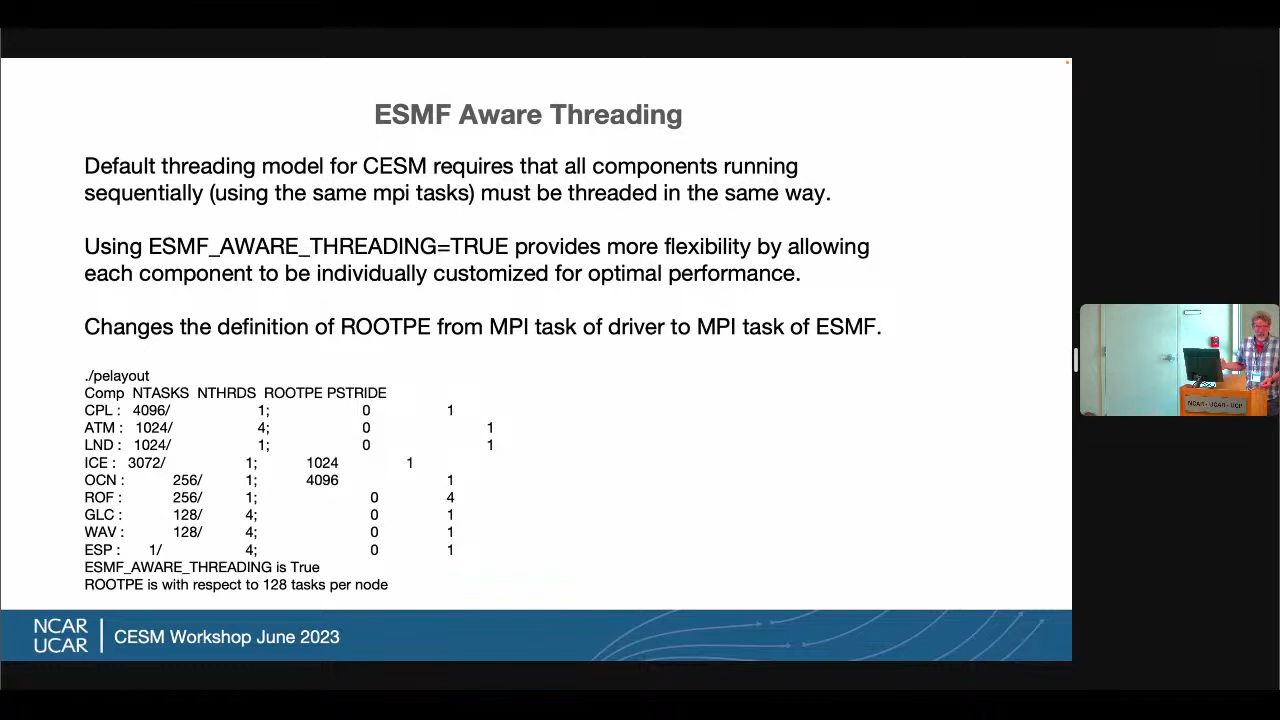 ESMF Aware Threading
Default threading model for CESM requires that all components running
sequentially (using the same mpi tasks) must be threaded in the same way.
Using ESMF_AWARE_THREADING=TRUE provides more flexibility by allowing
each component to be individually customized for optimal performance.
Changes the definition of ROOTPE from MPI task of driver to MPI task of ESMF.
./pelayout
Comp NTASKS NTHRDS ROOTPE PSTRIDE
CPL : 4096/ 1; 0 1
ATM : 1024/ 4; 0 1
LND : 1024/ 1; 0 1
ICE : 3072/ 1; 1024 1
OCN : 256/ 1; 4096 1
ROF : 256/ 1; 0 4
GLC : 128/ 4; 0 1
WAV : 128/ 4; 0 1
ESP : 1/ 4; 0 1
ESMF_AWARE_THREADING is True
ROOTPE is with respect to 128 tasks per node
NCAR
UCAR
CESM Workshop June 2023
NCAR - UCAR - UCP